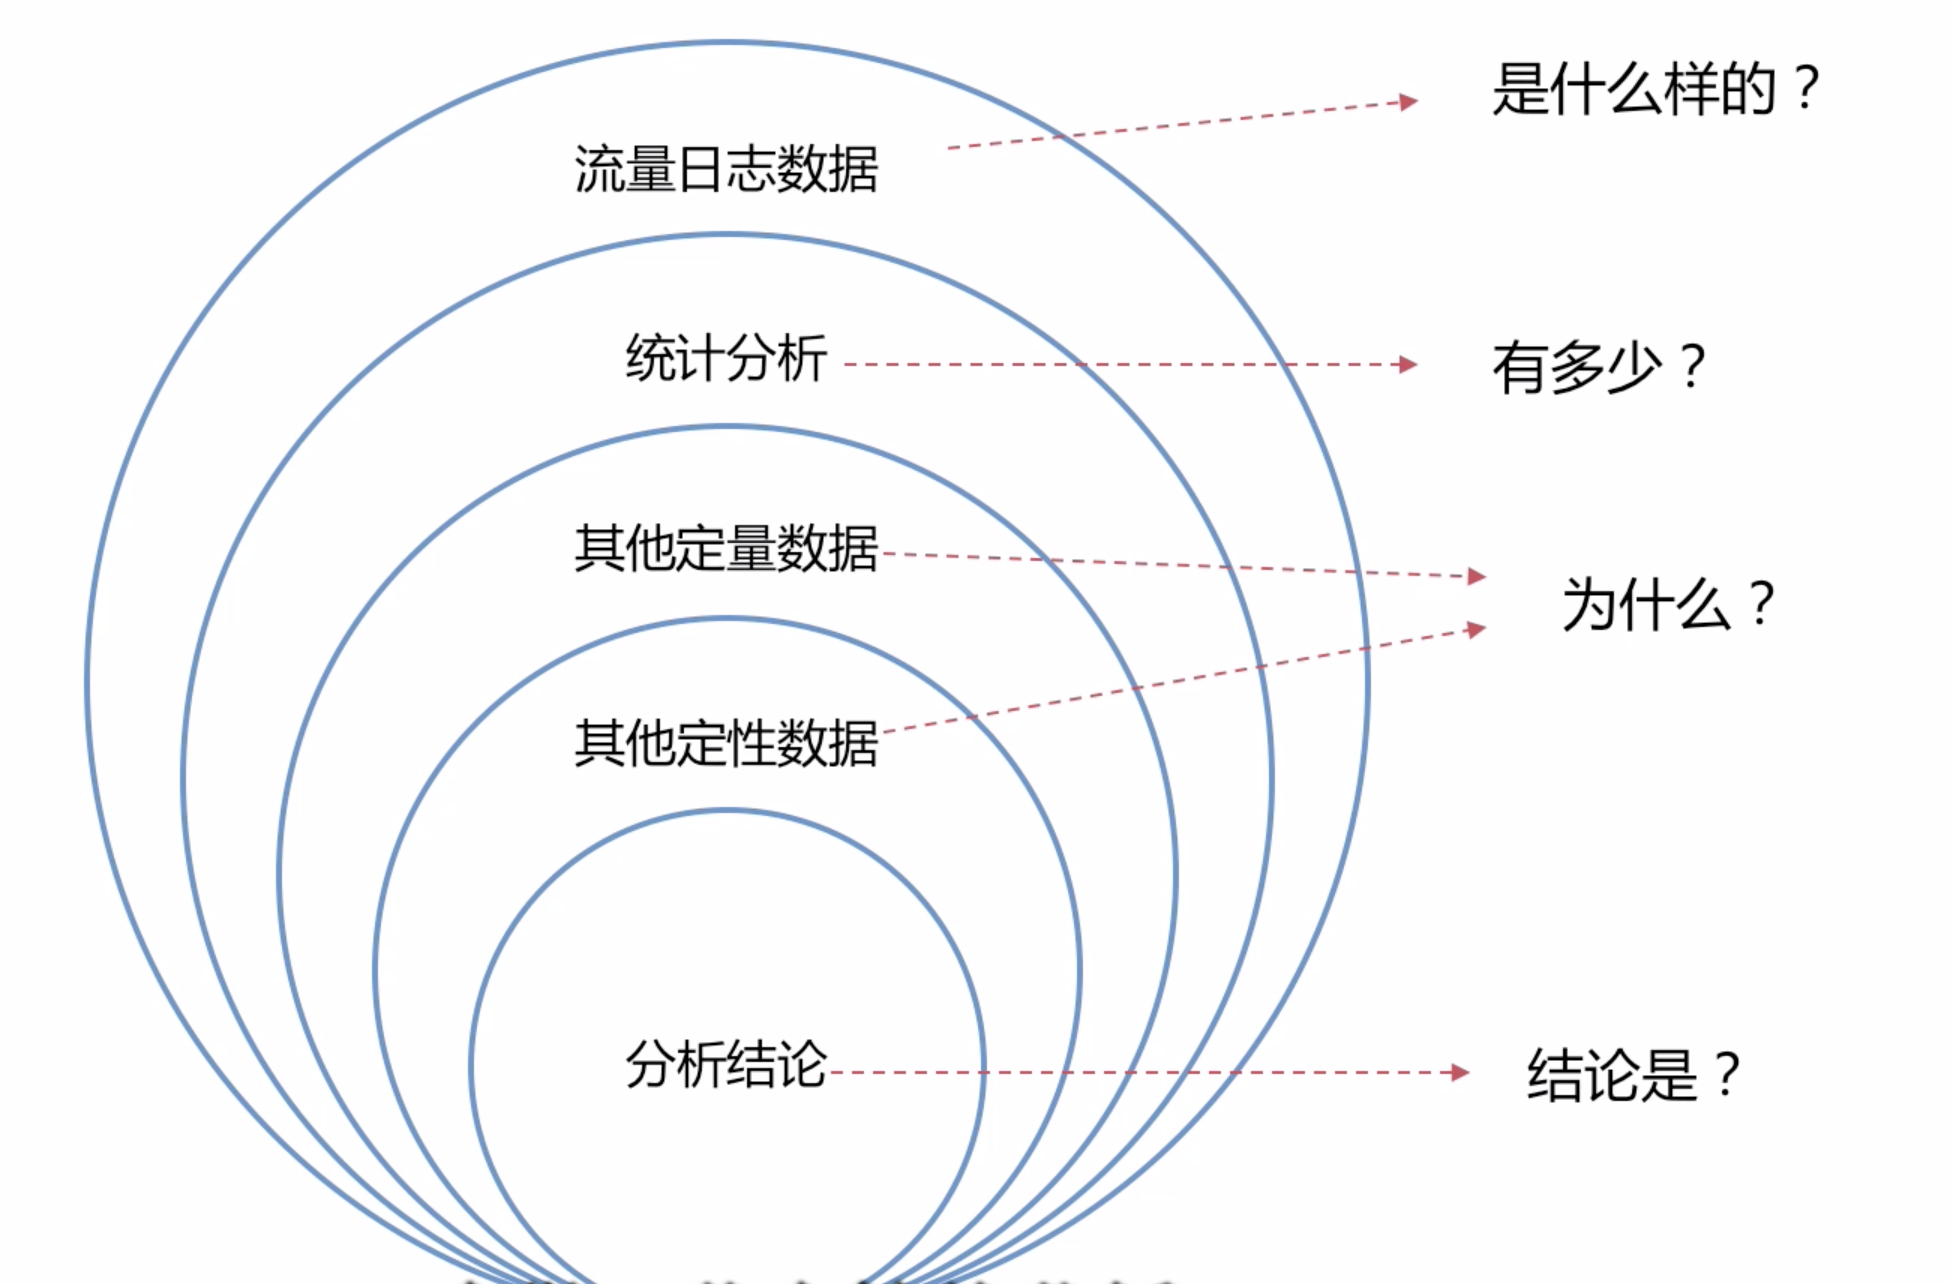 是什么样的？
流量日志数据
统计分析
有多少？
其他定量数据
为什么？
其他定性数据
分析结论
结论是？